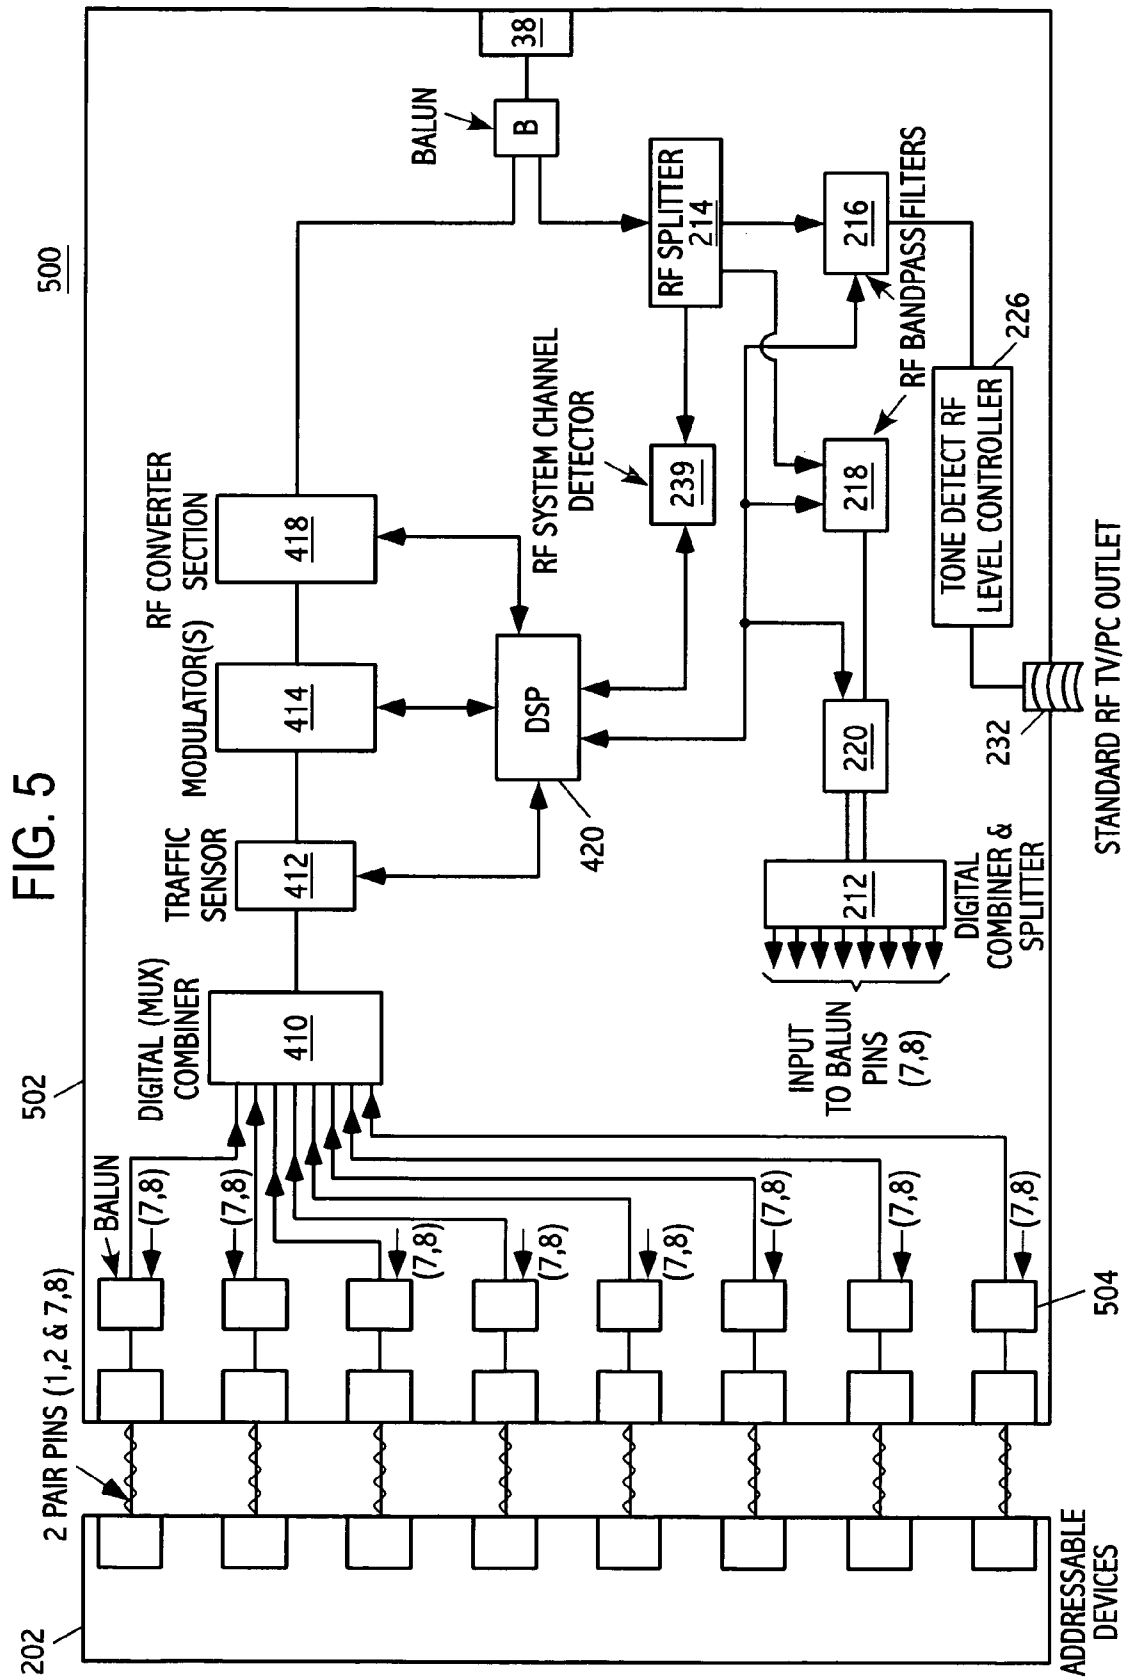 FIG. 5
500
502
202
2 PAIR PINS (1,2 & 7,8)
BALUN
(7,8)
(7,8)
(7,8)
(7,8)
(7,8)
(7,8)
(7,8)
(7,8)
504
ADDRESSABLE
DEVICES
DIGITAL (MUX)
COMBINER
410
TRAFFIC
SENSOR
412
MODULATOR(S)
414
RF CONVERTER
SECTION
418
BALUN
B
38
DSP
420
RF SYSTEM CHANNEL
DETECTOR
239
RF SPLITTER
214
216
RF BANDPASS FILTERS
218
220
212
DIGITAL
COMBINER &
SPLITTER
INPUT
TO BALUN
PINS
(7,8)
TONE DETECT RF
LEVEL CONTROLLER
226
232
STANDARD RF TV/PC OUTLET